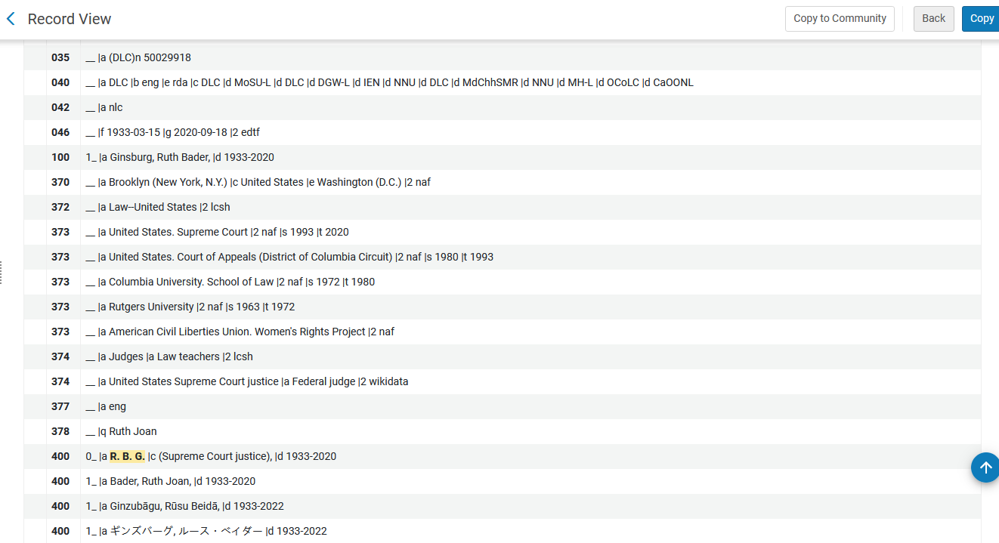 Record View
Copy to Community
Back
Copy
035 __ |a (DLC)n 50029918
040 __ |a DLC |b eng |e rda |c DLC |d MoSU-L |d DLC |d DGW-L |d IEN |d NNU |d DLC |d MdChhSMR |d NNU |d MH-L |d OCoLC |d CaOONL
042 __ |a nlc
046 __ |f 1933-03-15 |g 2020-09-18 |2 edtf
100 1_ |a Ginsburg, Ruth Bader, |d 1933-2020
370 __ |a Brooklyn (New York, N.Y.) |c United States |e Washington (D.C.) |2 naf
372 __ |a Law--United States |2 lcsh
373 __ |a United States. Supreme Court |2 naf |s 1993 |t 2020
373 __ |a United States. Court of Appeals (District of Columbia Circuit) |2 naf |s 1980 |t 1993
373 __ |a Columbia University. School of Law |2 naf |s 1972 |t 1980
373 __ |a Rutgers University |2 naf |s 1963 |t 1972
373 __ |a American Civil Liberties Union. Women's Rights Project |2 naf
374 __ |a Judges |a Law teachers |2 lcsh
374 __ |a United States Supreme Court justice |a Federal judge |2 wikidata
377 __ |a eng
378 __ |q Ruth Joan
400 0_ |a R. B. G. |c (Supreme Court justice), |d 1933-2020
400 1_ |a Bader, Ruth Joan, |d 1933-2020
400 1_ |a Ginzubāgu, Rūsu Beidā, |d 1933-2022
400 1_ |a ギンズバーグ, ルース・ベイダー |d 1933-2022